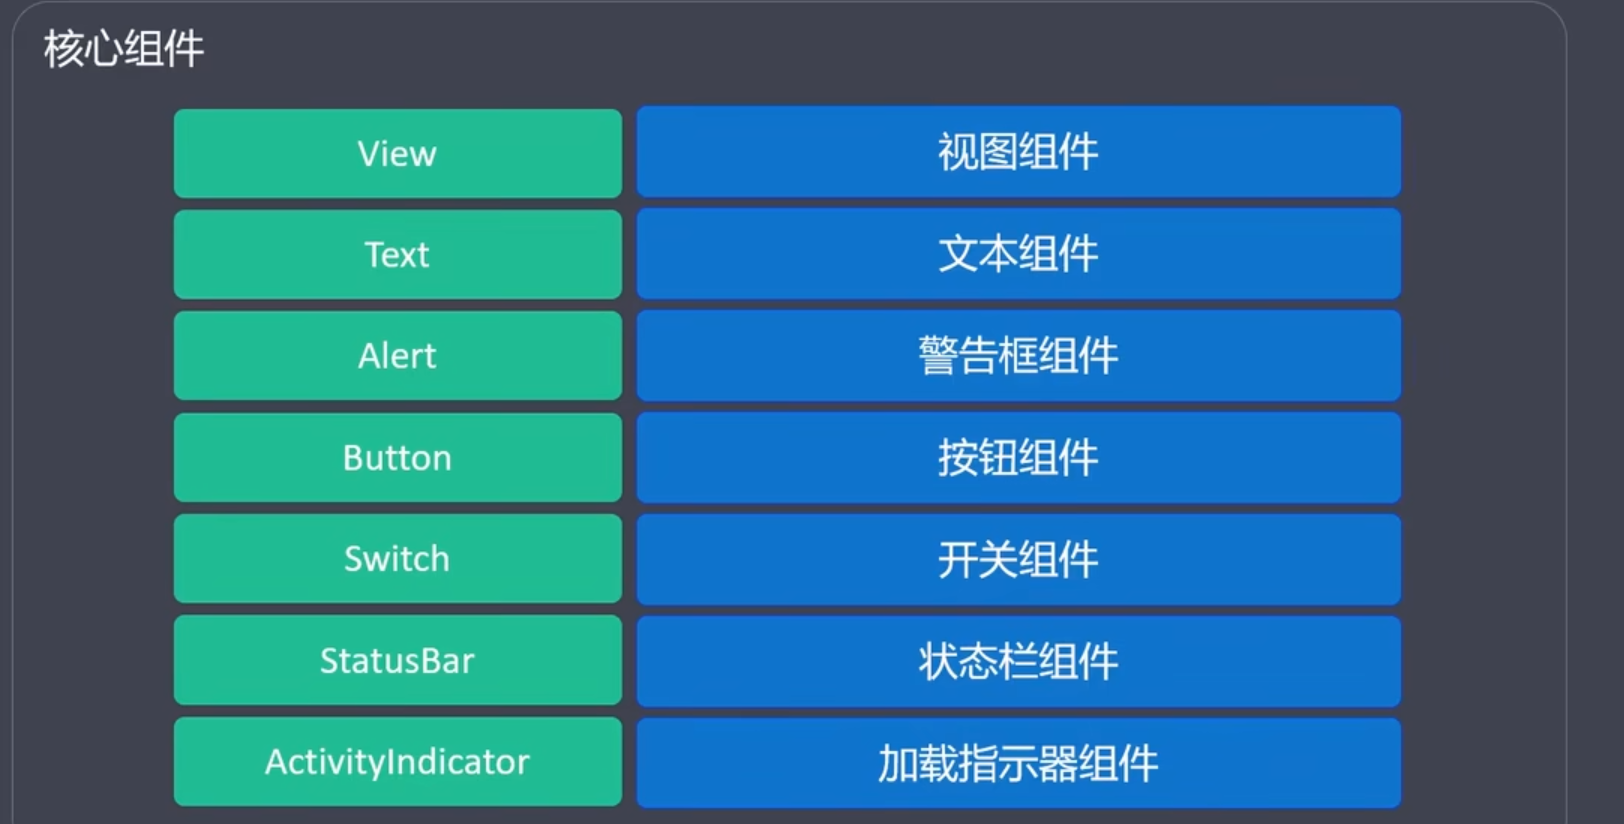 核心组件
View
视图组件
Text
文本组件
Alert
警告框组件
Button
按钮组件
Switch
开关组件
StatusBar
状态栏组件
ActivityIndicator
加载指示器组件